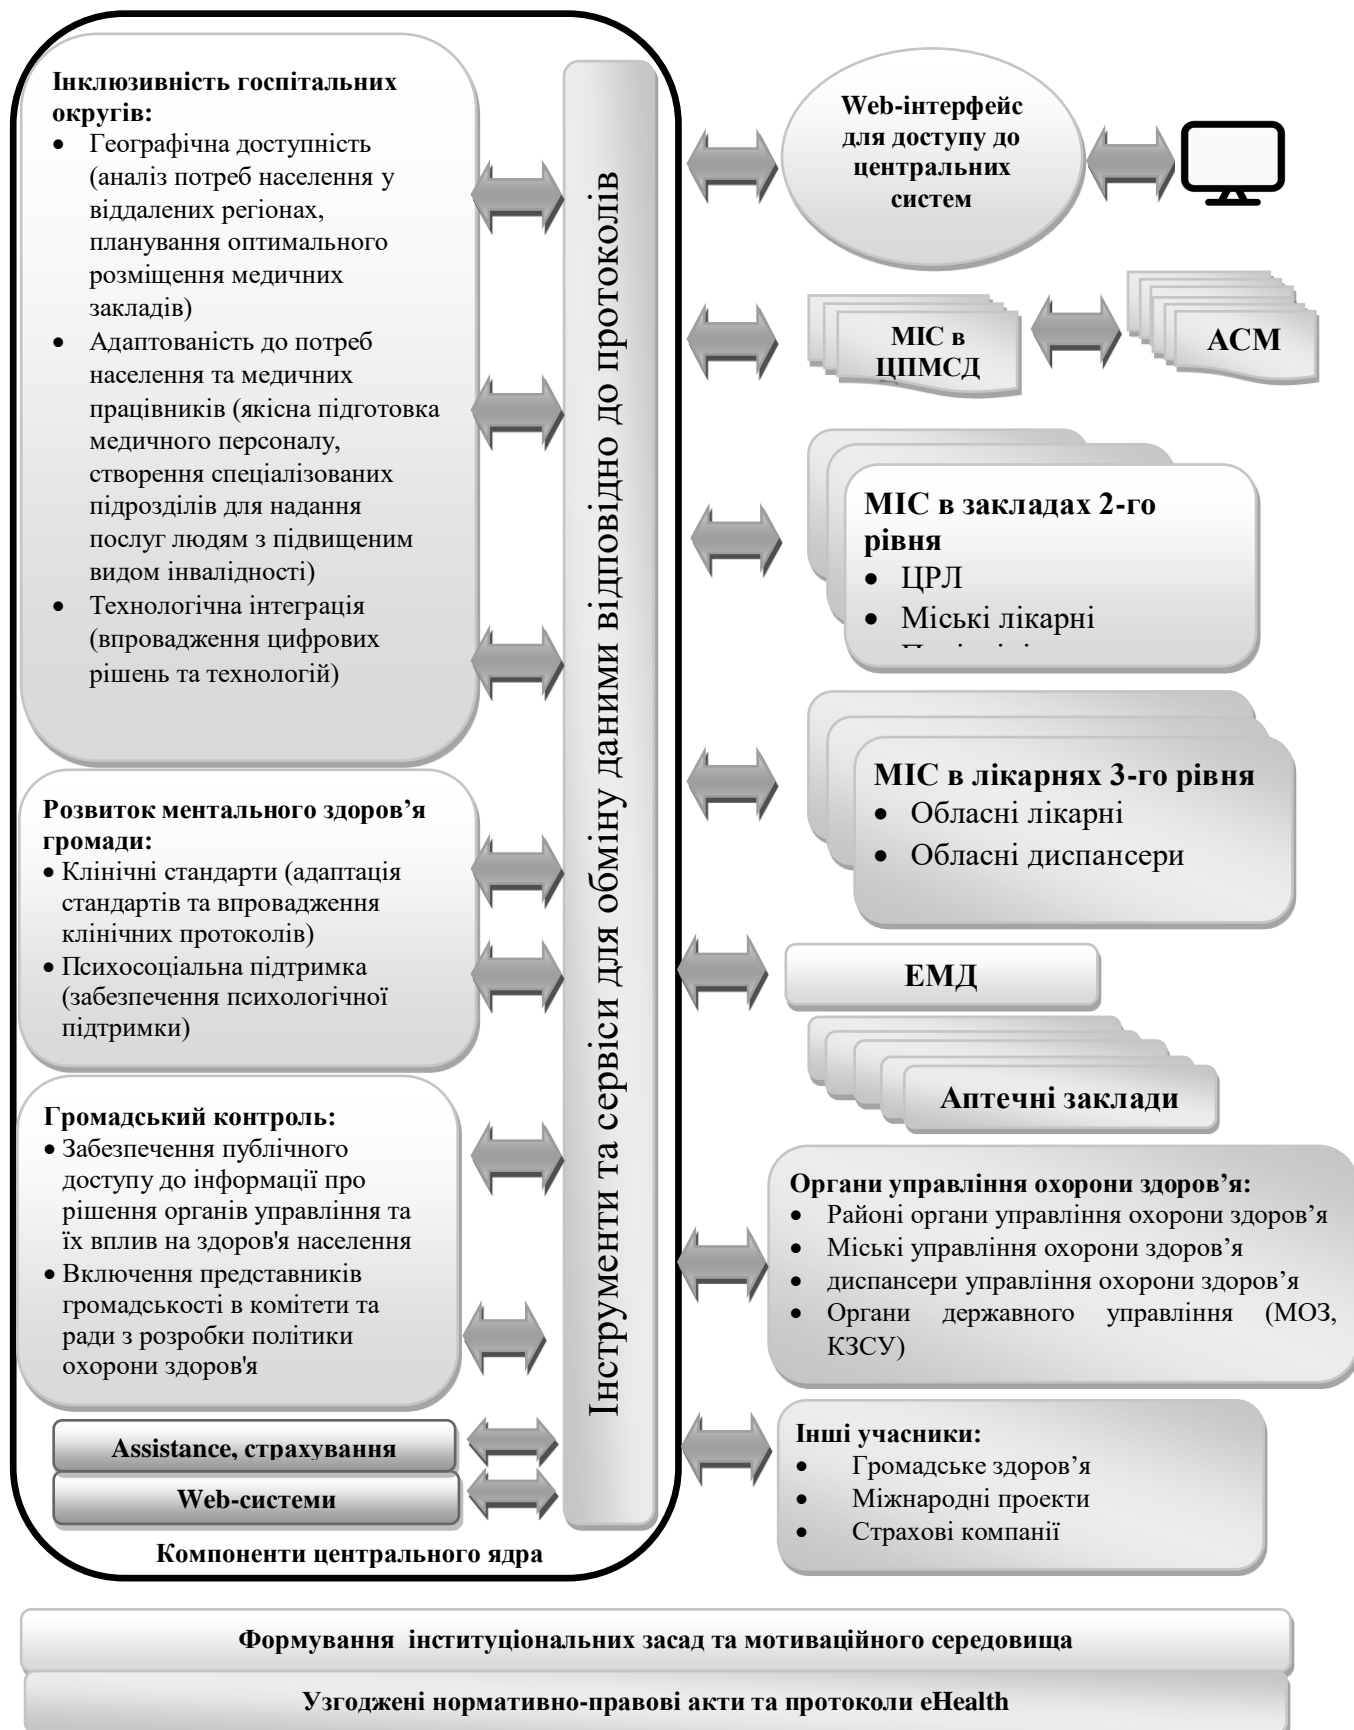 Інклюзивність госпітальних
округів:
• Географічна доступність
(аналіз потреб населення у
віддалених регіонах,
планування оптимального
розміщення медичних
закладів)
• Адаптованість до потреб
населення та медичних
працівників (якісна підготовка
медичного персоналу,
створення спеціалізованих
підрозділів для надання
послуг людям з підвищеним
видом інвалідності)
• Технологічна інтеграція
(впровадження цифрових
рішень та технологій)
Розвиток ментального здоров’я
громади:
• Клінічні стандарти (адаптація
стандартів та впровадження
клінічних протоколів)
• Психосоціальна підтримка
(забезпечення психологічної
підтримки)
Громадський контроль:
• Забезпечення публічного
доступу до інформації про
рішення органів управління та
їх вплив на здоров'я населення
• Включення представників
громадськості в комітети та
ради з розробки політики
охорони здоров'я
Assistance, страхування
Web-системи
Компоненти центрального ядра
Інструменти та сервіси для обміну даними відповідно до протоколів
Web-інтерфейс
для доступу до
центральних
систем
МІС в
ЦПМСД
АСМ
МІС в закладах 2-го
рівня
• ЦРЛ
• Міські лікарні
МІС в лікарнях 3-го рівня
• Обласні лікарні
• Обласні диспансери
ЕМД
Аптечні заклади
Органи управління охорони здоров’я:
• Районі органи управління охорони здоров’я
• Міські управління охорони здоров’я
• диспансери управління охорони здоров’я
• Органи державного управління (МОЗ,
КЗСУ)
Інші учасники:
• Громадське здоров’я
• Міжнародні проекти
• Страхові компанії
Формування інституціональних засад та мотиваційного середовища
Узгоджені нормативно-правові акти та протоколи eHealth